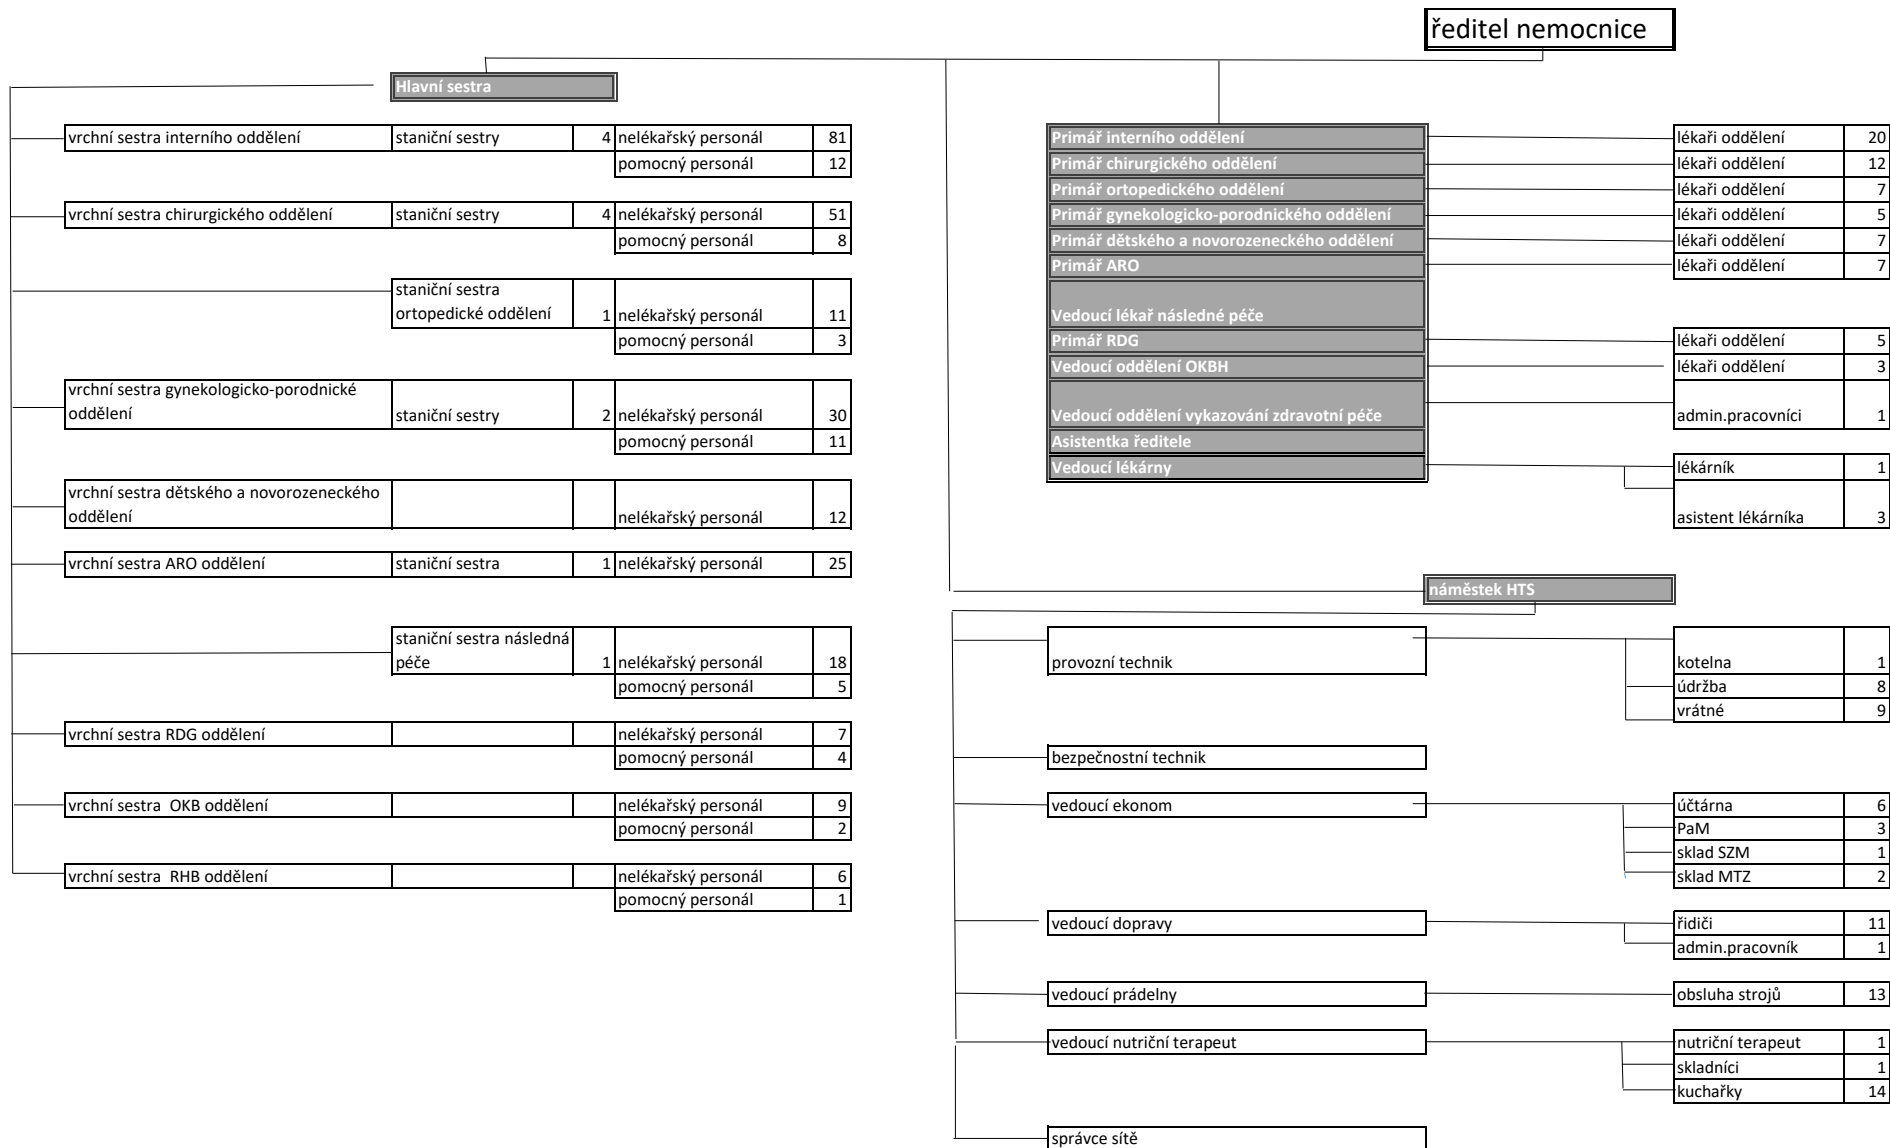 ředitel nemocnice
Hlavní sestra
vrchní sestra interního oddělení staniční sestry 4 nelékařský personál 81
pomocný personál 12
vrchní sestra chirurgického oddělení staniční sestry 4 nelékařský personál 51
pomocný personál 8
staniční sestra
ortopedické oddělení 1 nelékařský personál 11
pomocný personál 3
vrchní sestra gynekologicko-porodnické
oddělení staniční sestry 2 nelékařský personál 30
pomocný personál 11
vrchní sestra dětského a novorozeneckého
oddělení nelékařský personál 12
vrchní sestra ARO oddělení staniční sestra 1 nelékařský personál 25
staniční sestra následná
péče 1 nelékařský personál 18
pomocný personál 5
vrchní sestra RDG oddělení nelékařský personál 7
pomocný personál 4
vrchní sestra  OKB oddělení nelékařský personál 9
pomocný personál 2
vrchní sestra  RHB oddělení nelékařský personál 6
pomocný personál 1
Primář interního oddělení lékaři oddělení 20
Primář chirurgického oddělení lékaři oddělení 12
Primář ortopedického oddělení lékaři oddělení 7
Primář gynekologicko-porodnického oddělení lékaři oddělení 5
Primář dětského a novorozeneckého oddělení lékaři oddělení 7
Primář ARO lékaři oddělení 7
Vedoucí lékař následné péče
Primář RDG lékaři oddělení 5
Vedoucí oddělení OKBH lékaři oddělení 3
Vedoucí oddělení vykazování zdravotní péče admin.pracovníci 1
Asistentka ředitele
Vedoucí lékárny lékárník 1
asistent lékárníka 3
náměstek HTS
provozní technik kotelna 1
údržba 8
vrátné 9
bezpečnostní technik
vedoucí ekonom účtárna 6
PaM 3
sklad SZM 1
sklad MTZ 2
vedoucí dopravy řidiči 11
admin.pracovník 1
vedoucí prádelny obsluha strojů 13
vedoucí nutriční terapeut nutriční terapeut 1
skladníci 1
kuchařky 14
správce sítě